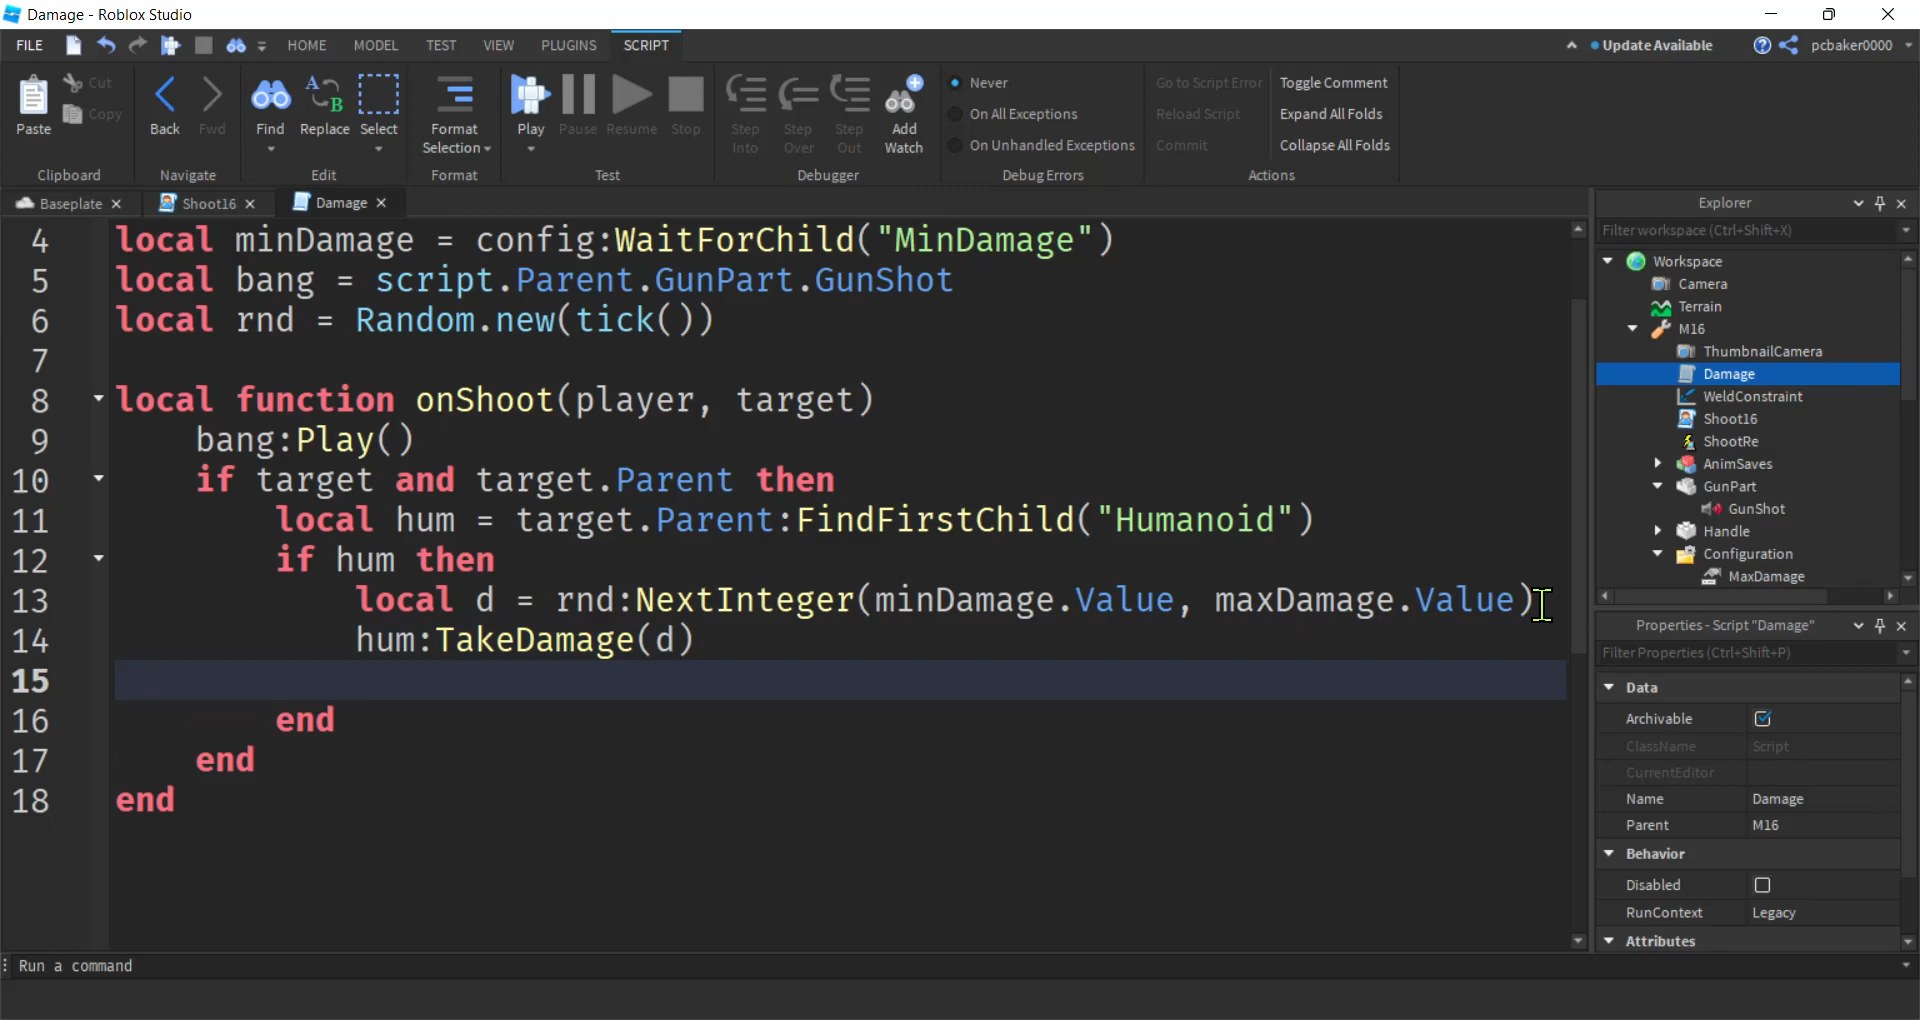 Damage - Roblox Studio
FILE HOME MODEL TEST VIEW PLUGINS SCRIPT Update Available pcbaker0000
Paste Cut Copy Clipboard
Back Fwd Navigate
Find Replace Select Edit
Format Selection Format
Play Pause Resume Stop Test
Step Into Step Over Step Out Add Watch Debugger
Never
On All Exceptions
On Unhandled Exceptions
Debug Errors
Go to Script Error Toggle Comment
Reload Script Expand All Folds
Commit Collapse All Folds
Actions
Baseplate Shoot16 Damage
4 local minDamage = config:WaitForChild("MinDamage")
5 local bang = script.Parent.GunPart.GunShot
6 local rnd = Random.new(tick())
7
8 local function onShoot(player, target)
9 bang:Play()
10 if target and target.Parent then
11 local hum = target.Parent:FindFirstChild("Humanoid")
12 if hum then
13 local d = rnd:NextInteger(minDamage.Value, maxDamage.Value)
14 hum:TakeDamage(d)
15
16 end
17 end
18 end
Explorer
Filter workspace (Ctrl+Shift+X)
Workspace
Camera
Terrain
M16
ThumbnailCamera
Damage
WeldConstraint
Shoot16
ShootRe
AnimSaves
GunPart
GunShot
Handle
Configuration
MaxDamage
Properties - Script "Damage"
Filter Properties (Ctrl+Shift+P)
Data
Archivable
ClassName Script
CurrentEditor
Name Damage
Parent M16
Behavior
Disabled
RunContext Legacy
Attributes
Run a command